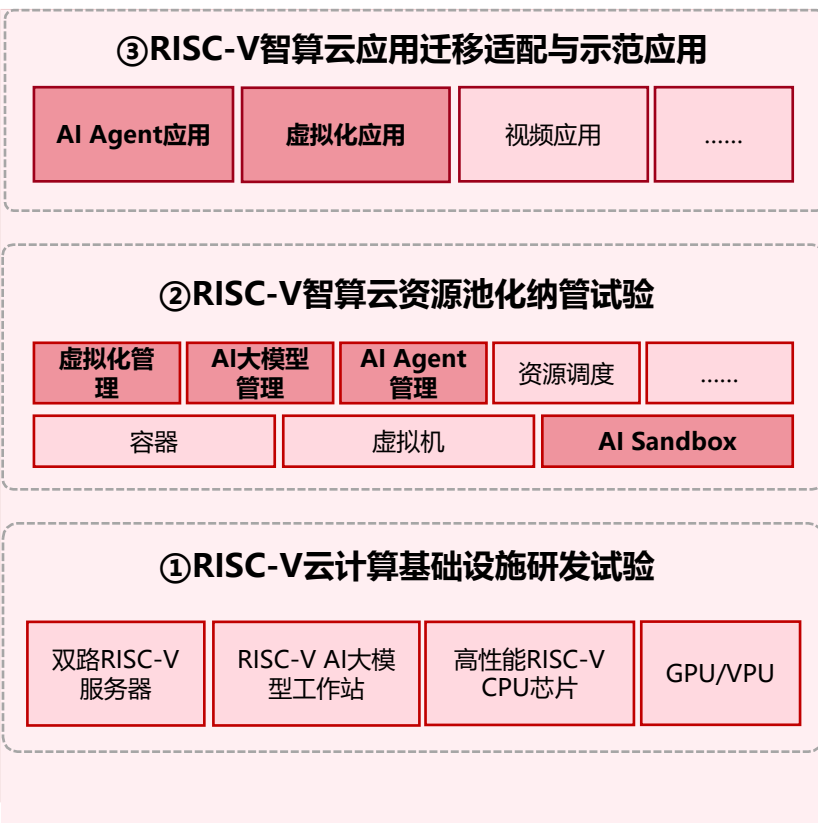 ③RISC-V智算云应用迁移适配与示范应用
AI Agent应用
虚拟化应用
视频应用
……
②RISC-V智算云资源池化纳管试验
虚拟化管
理
AI大模型
管理
AI Agent
管理
资源调度
……
容器
虚拟机
AI Sandbox
①RISC-V云计算基础设施研发试验
双路RISC-V
服务器
RISC-V AI大模
型工作站
高性能RISC-V
CPU芯片
GPU/VPU